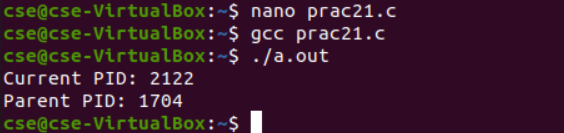 cse@cse-VirtualBox:~$ nano prac21.c
cse@cse-VirtualBox:~$ gcc prac21.c
cse@cse-VirtualBox:~$ ./a.out
Current PID: 2122
Parent PID: 1704
cse@cse-VirtualBox:~$